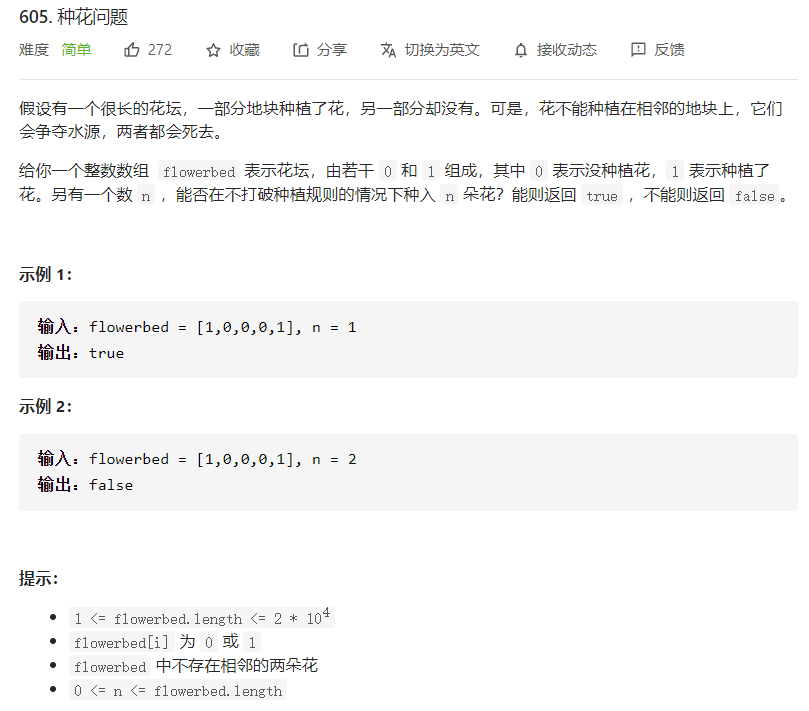 605. 种花问题
难度 简单 272 收藏 分享 切换为英文 接收动态 反馈
假设有一个很长的花坛，一部分地块种植了花，另一部分却没有。可是，花不能种植在相邻的地块上，它们
会争夺水源，两者都会死去。
给你一个整数数组 flowerbed 表示花坛，由若干 0 和 1 组成，其中 0 表示没种植花，1 表示种植了
花。另有一个数 n ，能否在不打破种植规则的情况下种入 n 朵花？能则返回 true ，不能则返回 false。
示例 1：
输入：flowerbed = [1,0,0,0,1], n = 1
输出：true
示例 2：
输入：flowerbed = [1,0,0,0,1], n = 2
输出：false
提示：
• 1 <= flowerbed.length <= 2 * 10⁴
• flowerbed[i] 为 0 或 1
• flowerbed 中不存在相邻的两朵花
• 0 <= n <= flowerbed.length